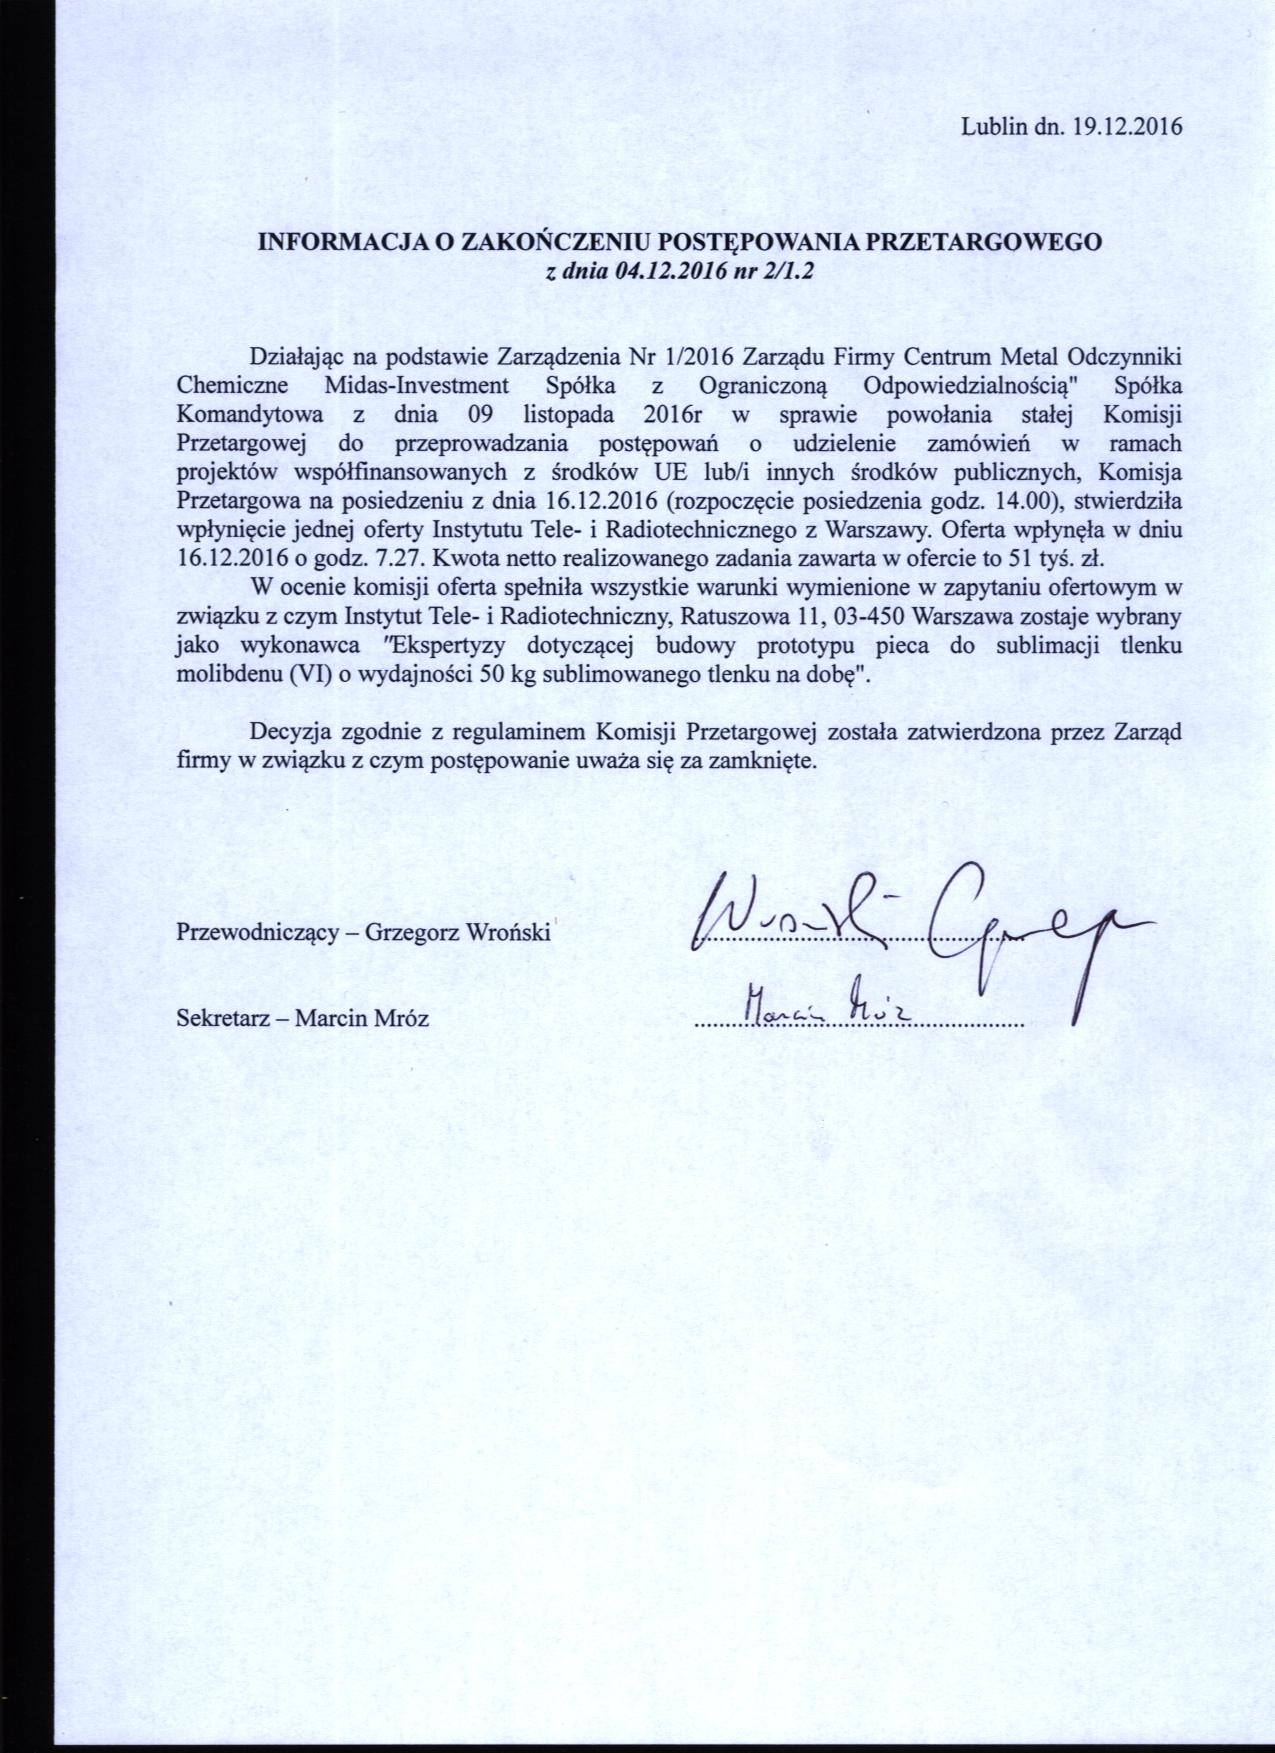 Lublin dn. 19.12.2016
INFORMACJA O ZAKOŃCZENIU POSTĘPOWANIA PRZETARGOWEGO
z dnia 04.12.2016 nr 2/1.2
Działając na podstawie Zarządzenia Nr 1/2016 Zarządu Firmy Centrum Metal Odczynniki
Chemiczne Midas-Investment Spółka z Ograniczoną Odpowiedzialnością" Spółka
Komandytowa z dnia 09 listopada 2016r w sprawie powołania stałej Komisji
Przetargowej do przeprowadzania postępowań o udzielenie zamówień w ramach
projektów współfinansowanych z środków UE lub/i innych środków publicznych, Komisja
Przetargowa na posiedzeniu z dnia 16.12.2016 (rozpoczęcie posiedzenia godz. 14.00), stwierdziła
wpłynięcie jednej oferty Instytutu Tele- i Radiotechnicznego z Warszawy. Oferta wpłynęła w dniu
16.12.2016 o godz. 7.27. Kwota netto realizowanego zadania zawarta w ofercie to 51 tyś. zł.
W ocenie komisji oferta spełniła wszystkie warunki wymienione w zapytaniu ofertowym w
związku z czym Instytut Tele- i Radiotechniczny, Ratuszowa 11, 03-450 Warszawa zostaje wybrany
jako wykonawca "Ekspertyzy dotyczącej budowy prototypu pieca do sublimacji tlenku
molibdenu (VI) o wydajności 50 kg sublimowanego tlenku na dobę".
Decyzja zgodnie z regulaminem Komisji Przetargowej została zatwierdzona przez Zarząd
firmy w związku z czym postępowanie uważa się za zamknięte.
Przewodniczący – Grzegorz Wroński
Sekretarz – Marcin Mróz Marcin Mróz